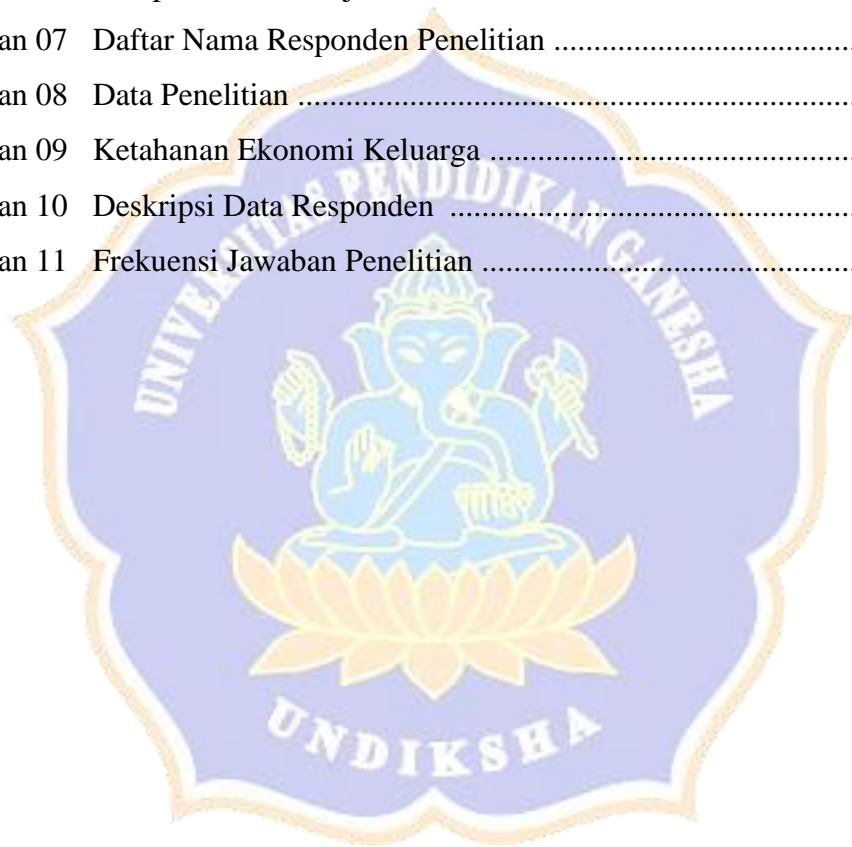 an 07 Daftar Nama Responden Penelitian ..........................................
an 08 Data Penelitian ................................................................................
an 09 Ketahanan Ekonomi Keluarga ....................................................
an 10 Deskripsi Data Responden ..........................................................
an 11 Frekuensi Jawaban Penelitian .....................................................
UNIVERSITAS PENDIDIKAN GANESHA
UNDIKSHA